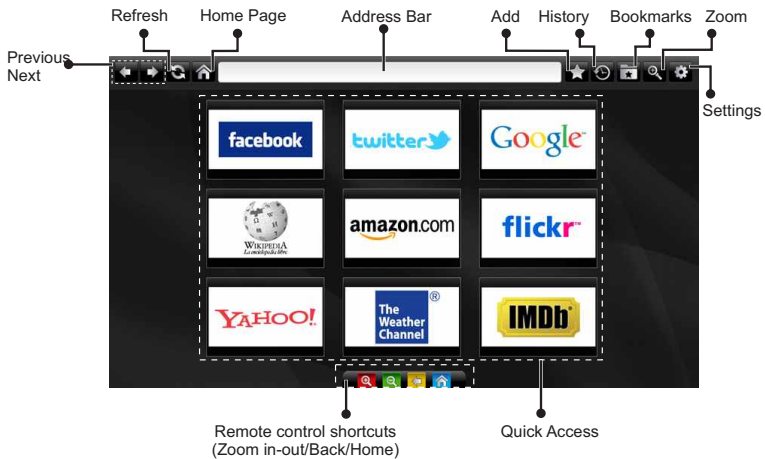 Refresh
Home Page
Address Bar
Add
History
Bookmarks
Zoom
Previous
Next
Settings
facebook
twitter
Google
WIKIPEDIA
La enciclopedia libre
amazon.com
flickr
YAHOO!
The
Weather
Channel
®
IMDb
Remote control shortcuts
(Zoom in-out/Back/Home)
Quick Access